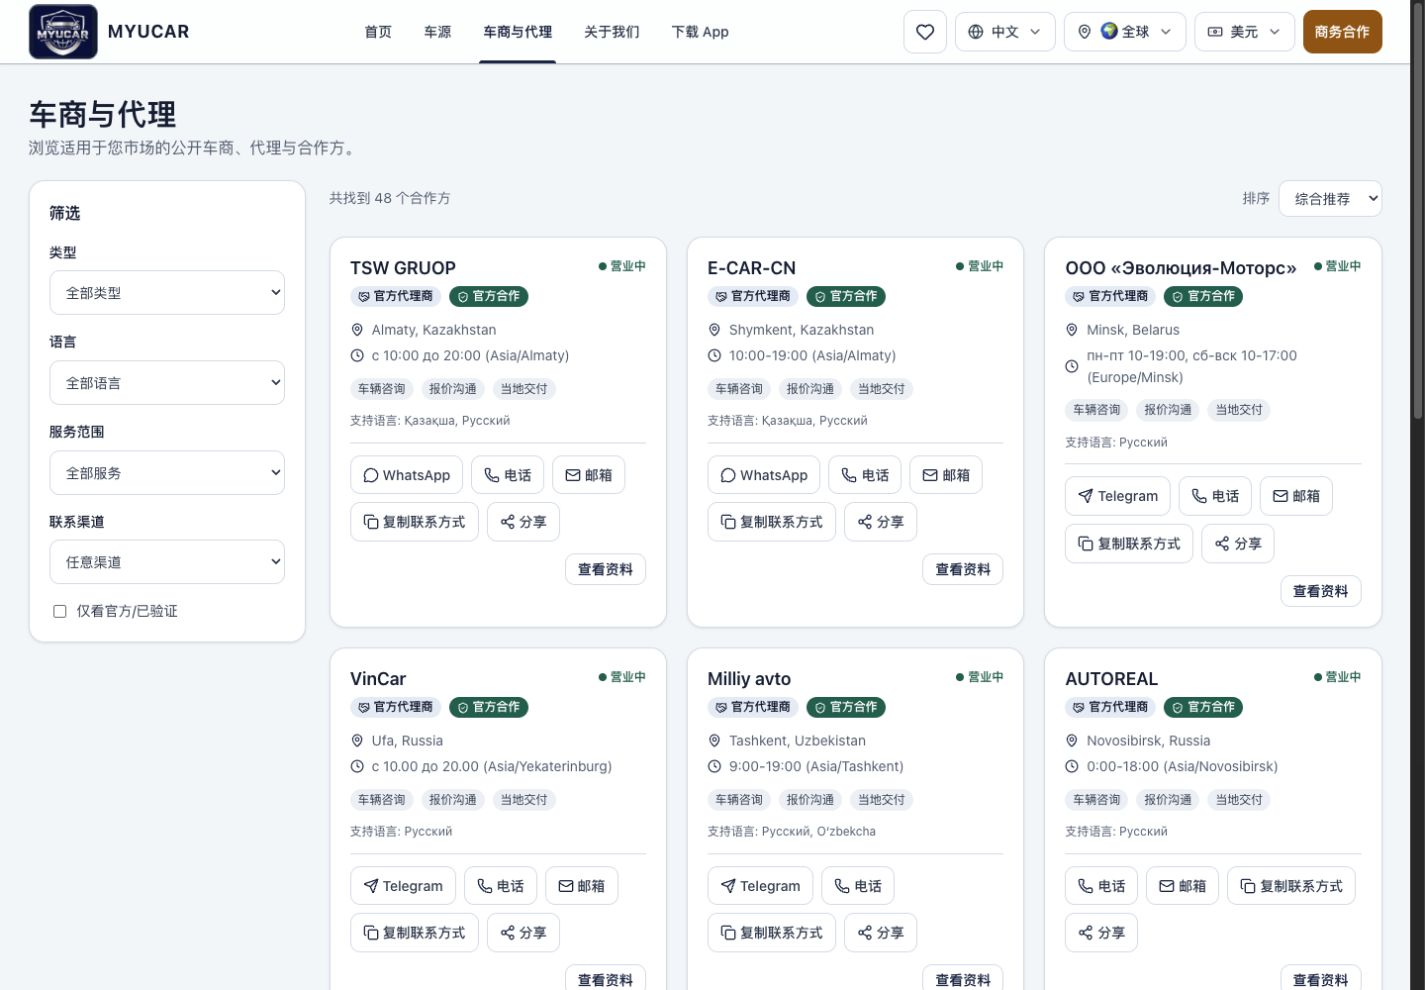 MYUCAR
MYUCAR
首页 车源 车商与代理 关于我们 下载 App
中文 全球 美元 商务合作
车商与代理
浏览适用于您市场的公开车商、代理与合作方。
筛选
类型
全部类型
语言
全部语言
服务范围
全部服务
联系渠道
任意渠道
仅看官方/已验证
共找到 48 个合作方
排序 综合推荐
TSW GRUOP
营业中
官方代理商 官方合作
Almaty, Kazakhstan
с 10:00 до 20:00 (Asia/Almaty)
车辆咨询 报价沟通 当地交付
支持语言: Қазақша, Русский
WhatsApp 电话 邮箱
复制联系方式 分享
查看资料
E-CAR-CN
营业中
官方代理商 官方合作
Shymkent, Kazakhstan
10:00-19:00 (Asia/Almaty)
车辆咨询 报价沟通 当地交付
支持语言: Қазақша, Русский
WhatsApp 电话 邮箱
复制联系方式 分享
查看资料
ООО «Эволюция-Моторс»
营业中
官方代理商 官方合作
Minsk, Belarus
пн-пт 10-19:00, сб-вск 10-17:00
(Europe/Minsk)
车辆咨询 报价沟通 当地交付
支持语言: Русский
Telegram 电话 邮箱
复制联系方式 分享
查看资料
VinCar
营业中
官方代理商 官方合作
Ufa, Russia
с 10.00 до 20.00 (Asia/Yekaterinburg)
车辆咨询 报价沟通 当地交付
支持语言: Русский
Telegram 电话 邮箱
复制联系方式 分享
查看资料
Milliy avto
营业中
官方代理商 官方合作
Tashkent, Uzbekistan
9:00-19:00 (Asia/Tashkent)
车辆咨询 报价沟通 当地交付
支持语言: Русский, O‘zbekcha
Telegram 电话
复制联系方式 分享
查看资料
AUTOREAL
营业中
官方代理商 官方合作
Novosibirsk, Russia
0:00-18:00 (Asia/Novosibirsk)
车辆咨询 报价沟通 当地交付
支持语言: Русский
电话 邮箱 复制联系方式
分享
查看资料